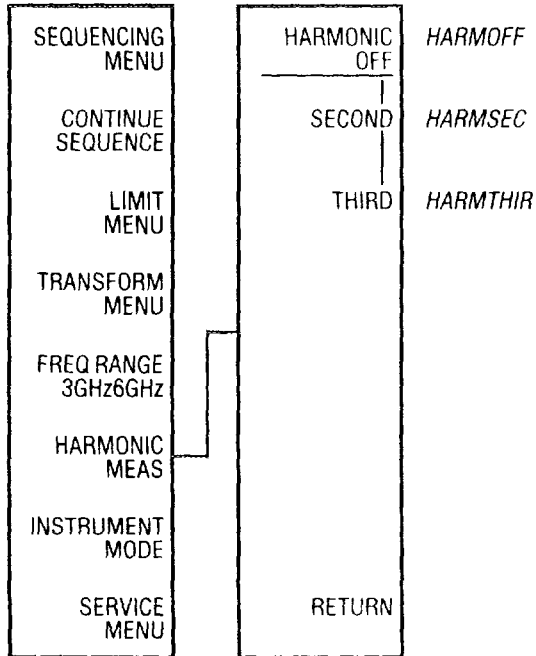 SEQUENCING
MENU
CONTINUE
SEQUENCE
LIMIT
MENU
TRANSFORM
MENU
FREQ RANGE
3GHz6GHz
HARMONIC
MEAS
INSTRUMENT
MODE
SERVICE
MENU
HARMONIC
OFF
HARMOFF
SECOND
HARMSEC
THIRD
HARMTHIR
RETURN